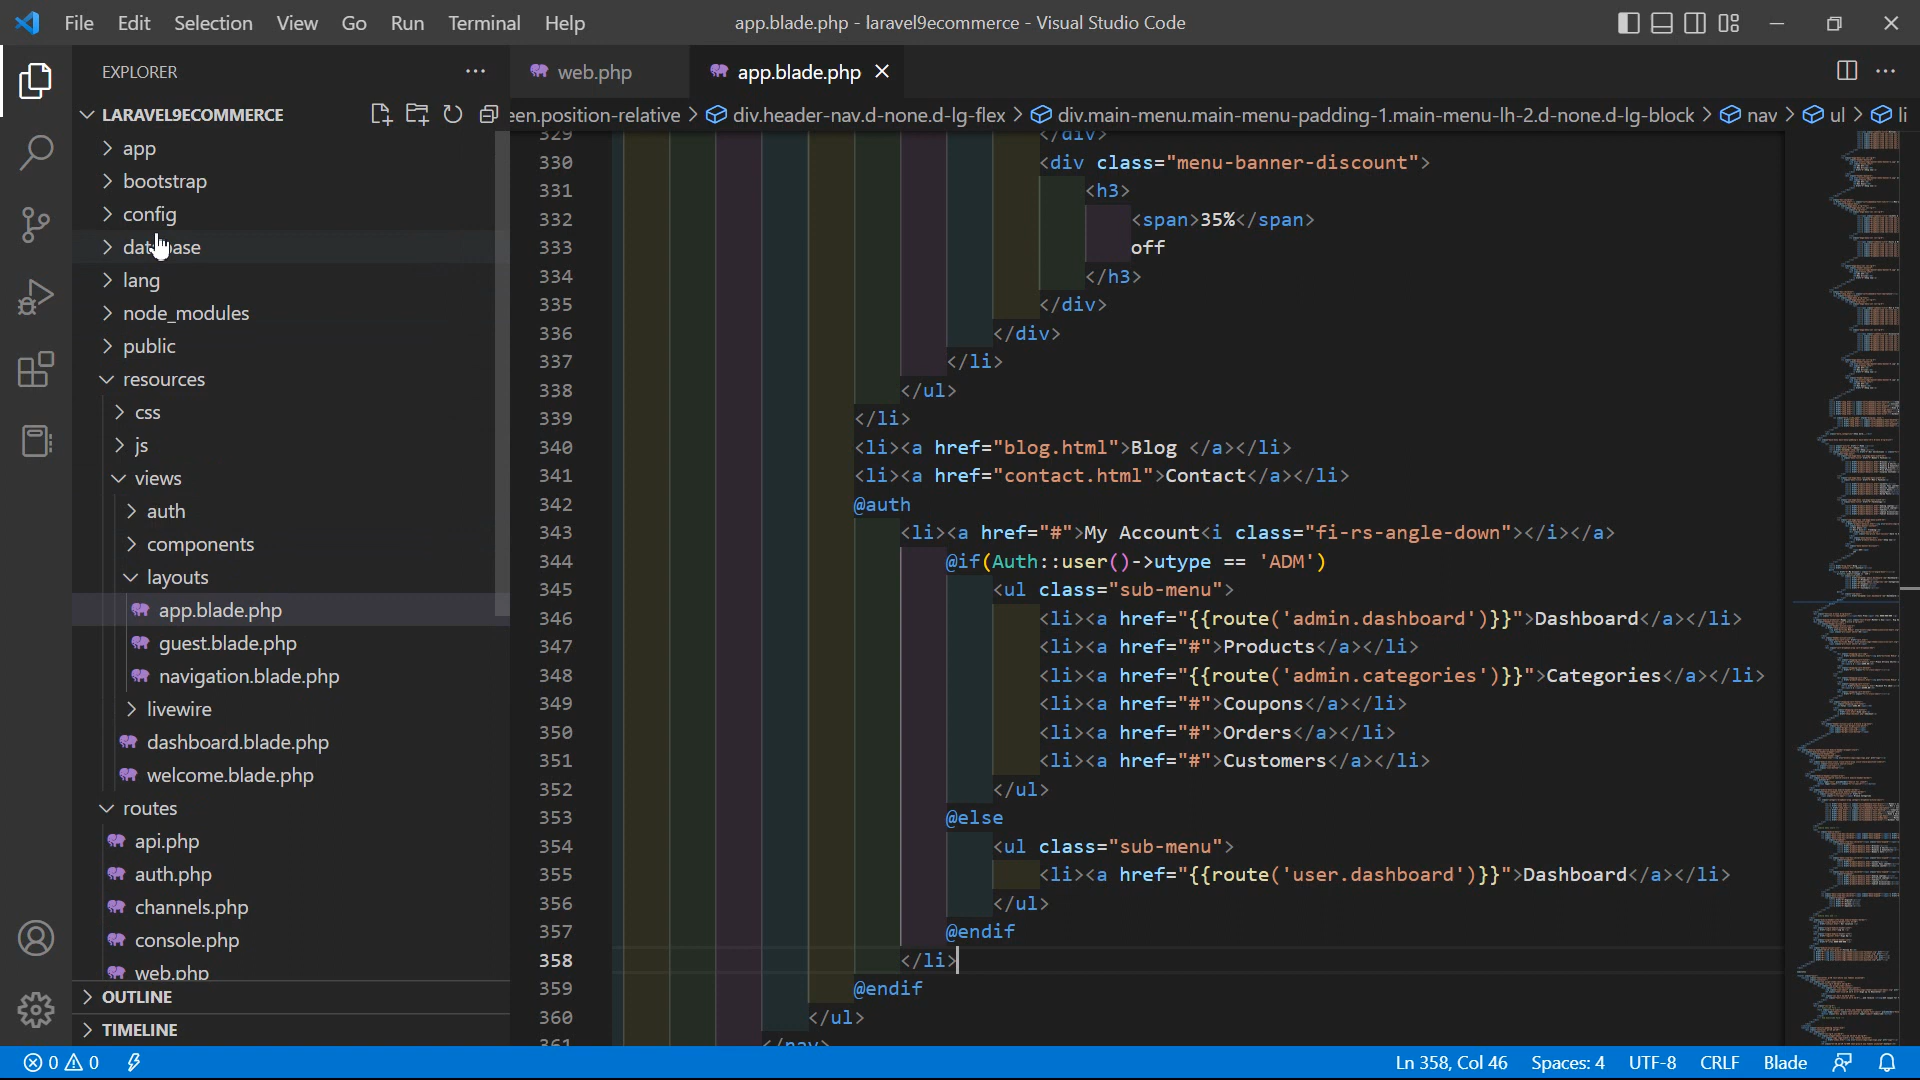 File Edit Selection View Go Run Terminal Help
app.blade.php - laravel9ecommerce - Visual Studio Code
EXPLORER
web.php
app.blade.php
LARAVEL9ECOMMERCE
een.position-relative > div.header-nav.d-none.d-lg-flex > div.main-menu.main-menu-padding-1.main-menu-lh-2.d-none.d-lg-block > nav > ul > li
app
bootstrap
config
database
lang
node_modules
public
resources
css
js
views
auth
components
layouts
app.blade.php
guest.blade.php
navigation.blade.php
livewire
dashboard.blade.php
welcome.blade.php
routes
api.php
auth.php
channels.php
console.php
web.php
OUTLINE
TIMELINE
329 </div>
330 <div class="menu-banner-discount">
331 <h3>
332 <span>35%</span>
333 off
334 </h3>
335 </div>
336 </div>
337 </li>
338 </ul>
339 </li>
340 <li><a href="blog.html">Blog </a></li>
341 <li><a href="contact.html">Contact</a></li>
342 @auth
343 <li><a href="#">My Account<i class="fi-rs-angle-down"></i></a>
344 @if(Auth::user()->utype == 'ADM')
345 <ul class="sub-menu">
346 <li><a href="{{route('admin.dashboard')}}">Dashboard</a></li>
347 <li><a href="#">Products</a></li>
348 <li><a href="{{route('admin.categories')}}">Categories</a></li>
349 <li><a href="#">Coupons</a></li>
350 <li><a href="#">Orders</a></li>
351 <li><a href="#">Customers</a></li>
352 </ul>
353 @else
354 <ul class="sub-menu">
355 <li><a href="{{route('user.dashboard')}}">Dashboard</a></li>
356 </ul>
357 @endif
358 </li>
359 @endif
360 </ul>
361 </nav>
0 0
Ln 358, Col 46 Spaces: 4 UTF-8 CRLF Blade